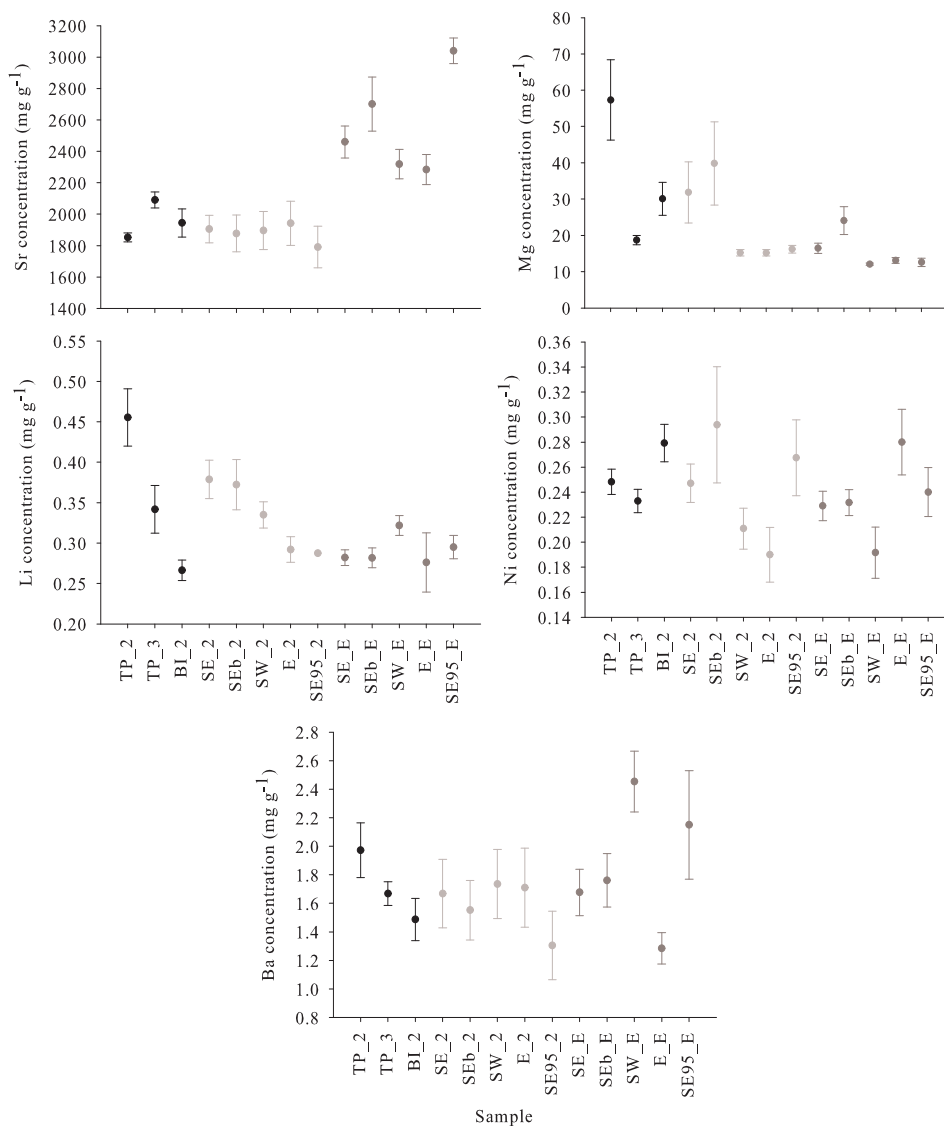 Sr concentration (mg g-1)
3200
3000
2800
2600
2400
2200
2000
1800
1600
1400
Mg concentration (mg g-1)
80
70
60
50
40
30
20
10
0
Li concentration (mg g-1)
0.55
0.50
0.45
0.40
0.35
0.30
0.25
0.20
TP_2
TP_3
BI_2
SE_2
SEb_2
SW_2
E_2
SE95_2
SE_E
SEb_E
SW_E
E_E
SE95_E
Ni concentration (mg g-1)
0.36
0.34
0.32
0.30
0.28
0.26
0.24
0.22
0.20
0.18
0.16
0.14
TP_2
TP_3
BI_2
SE_2
SEb_2
SW_2
E_2
SE95_2
SE_E
SEb_E
SW_E
E_E
SE95_E
Ba concentration (mg g-1)
2.8
2.6
2.4
2.2
2.0
1.8
1.6
1.4
1.2
1.0
0.8
TP_2
TP_3
BI_2
SE_2
SEb_2
SW_2
E_2
SE95_2
SE_E
SEb_E
SW_E
E_E
SE95_E
Sample